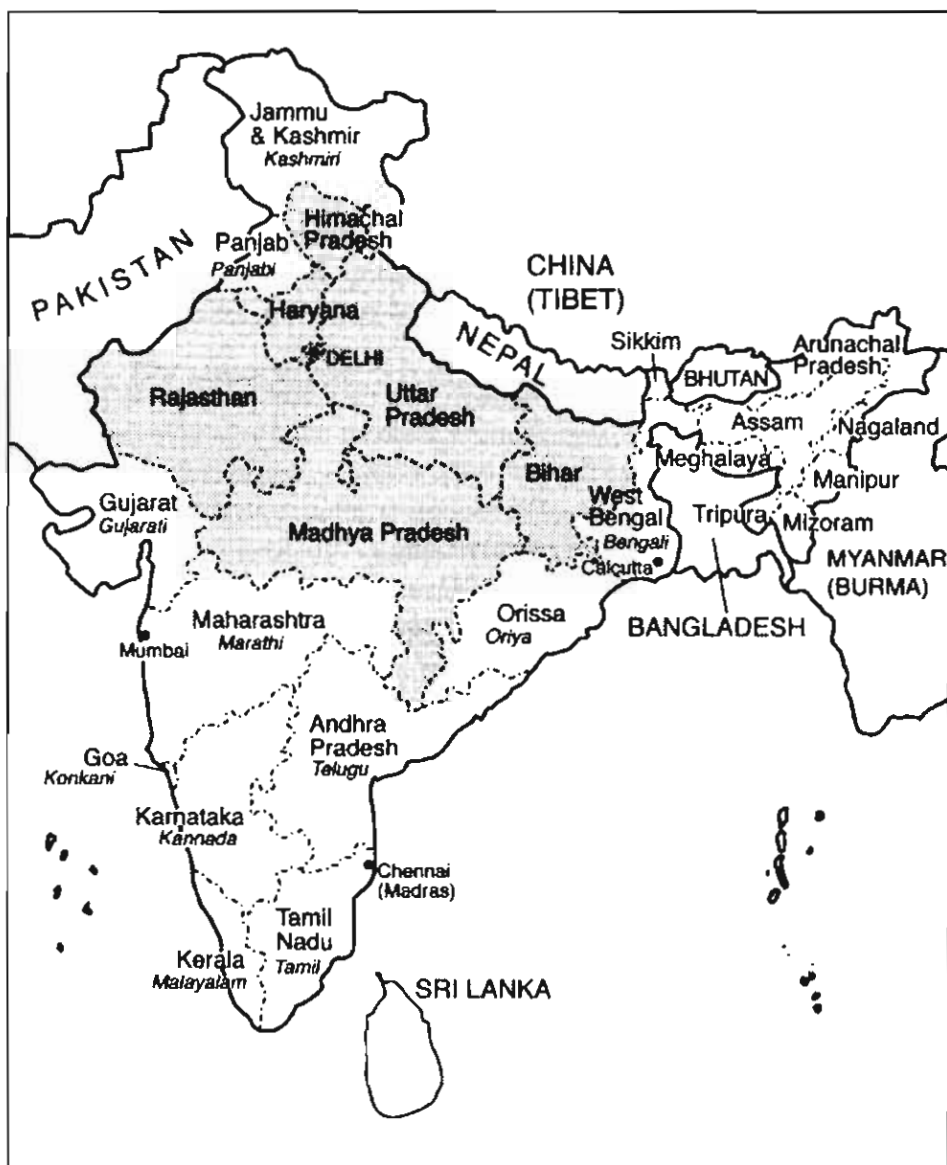 Jammu
& Kashmir
Kashmiri
Himachal
Pradesh
Panjab
Panjabi
PAKISTAN
CHINA
(TIBET)
Haryana
NEPAL
Sikkim
Arunachal
Pradesh
DELHI
BHUTAN
Rajasthan
Uttar
Pradesh
Assam
Nagaland
Meghalaya
Bihar
Manipur
Gujarat
Gujarati
West
Bengal
Bengali
Tripura
Mizoram
Madhya Pradesh
Calcutta
MYANMAR
(BURMA)
Maharashtra
Marathi
Orissa
Oriya
BANGLADESH
Mumbai
Andhra
Pradesh
Telugu
Goa
Konkani
Karnataka
Kannada
Chennai
(Madras)
Tamil
Nadu
Tamil
Kerala
Malayalam
SRI LANKA